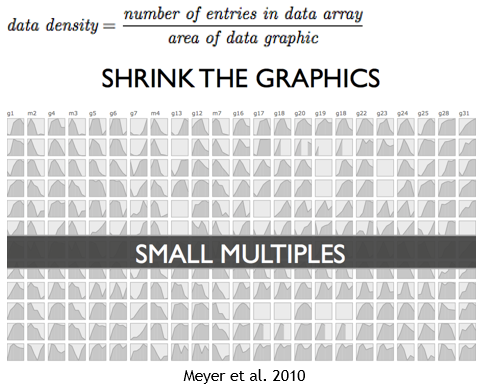 data density = number of entries in data array / area of data graphic
SHRINK THE GRAPHICS
g1 m2 g4 m3 g5 g6 g7 m4 g13 g12 m7 g16 g17 g18 g20 g19 g18 g22 g23 g24 g25 g28 g31
SMALL MULTIPLES
Meyer et al. 2010